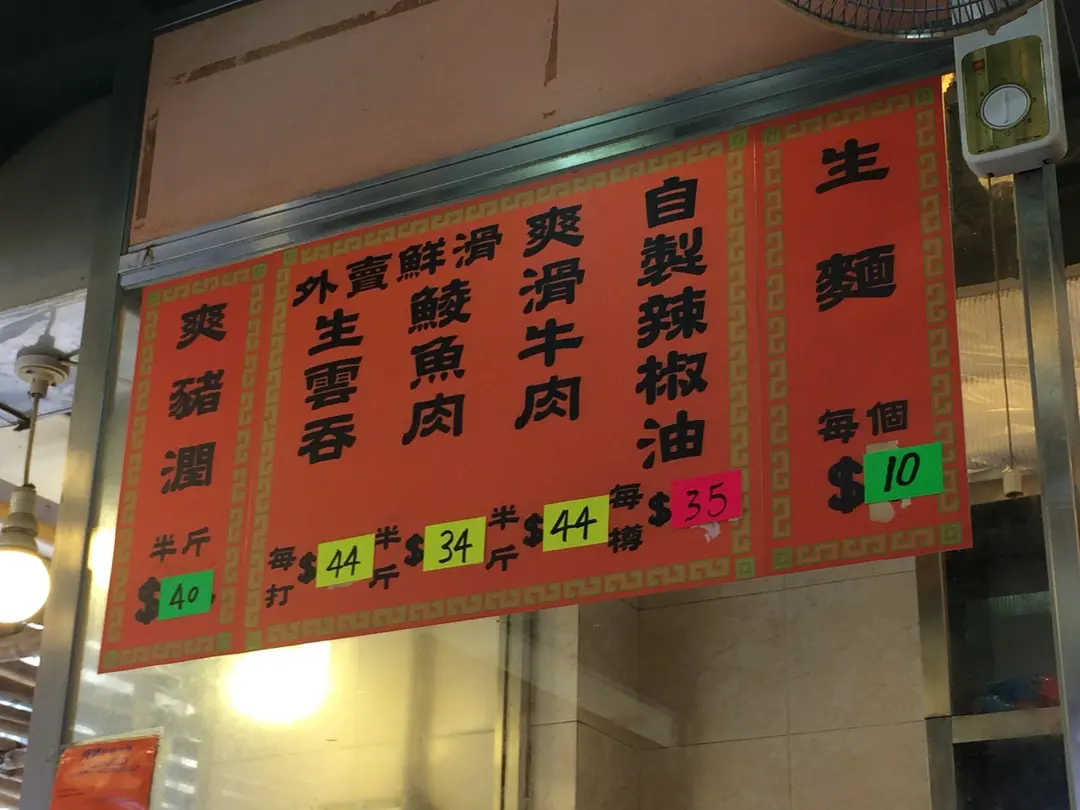 生麵
每個
$10
自製辣椒油
每樽
$35
爽滑牛肉
半斤
$44
鮮滑鯪魚肉
半斤
$34
外賣生雲吞
每打
$44
爽豬潤
半斤
$40